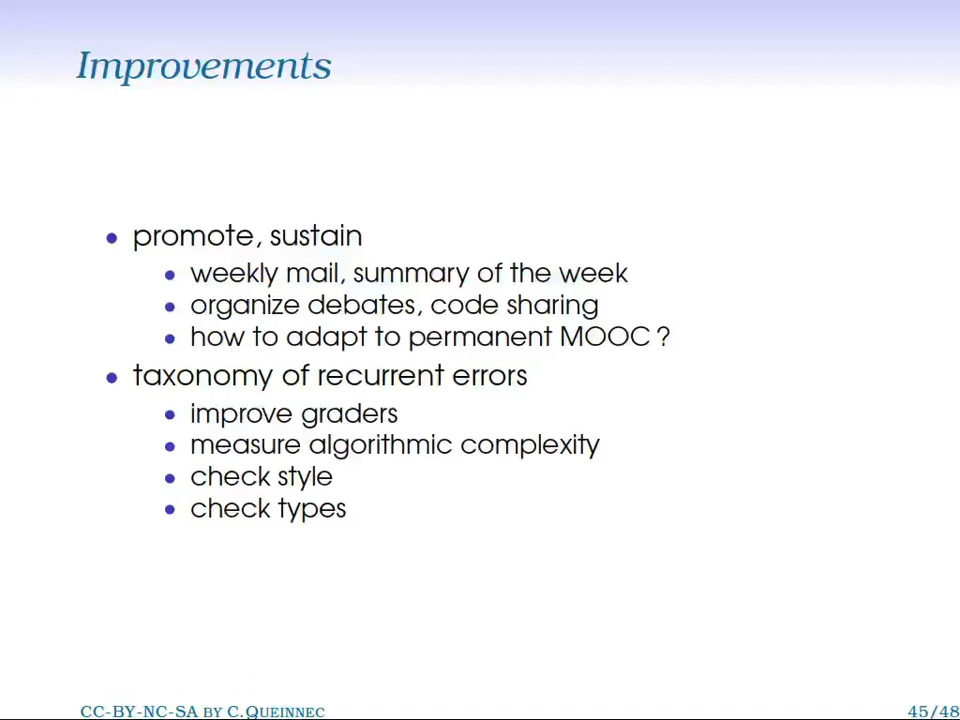 Improvements
• promote, sustain
• weekly mail, summary of the week
• organize debates, code sharing
• how to adapt to permanent MOOC ?
• taxonomy of recurrent errors
• improve graders
• measure algorithmic complexity
• check style
• check types
CC-BY-NC-SA BY C.QUEINNEC 45/48